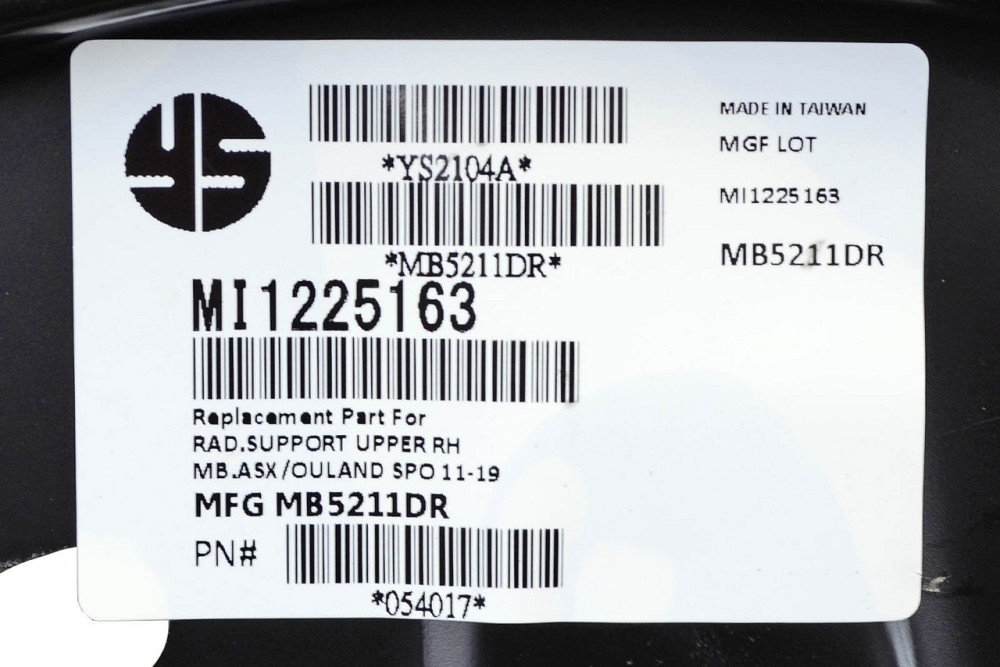 YS
*YS2104A*
*MB5211DR*
MI1225163
Replacement Part For
RAD.SUPPORT UPPER RH
MB.ASX/OULAND SPO 11-19
MFG MB5211DR
PN#
*054017*
MADE IN TAIWAN
MGF LOT
MI1225163
MB5211DR